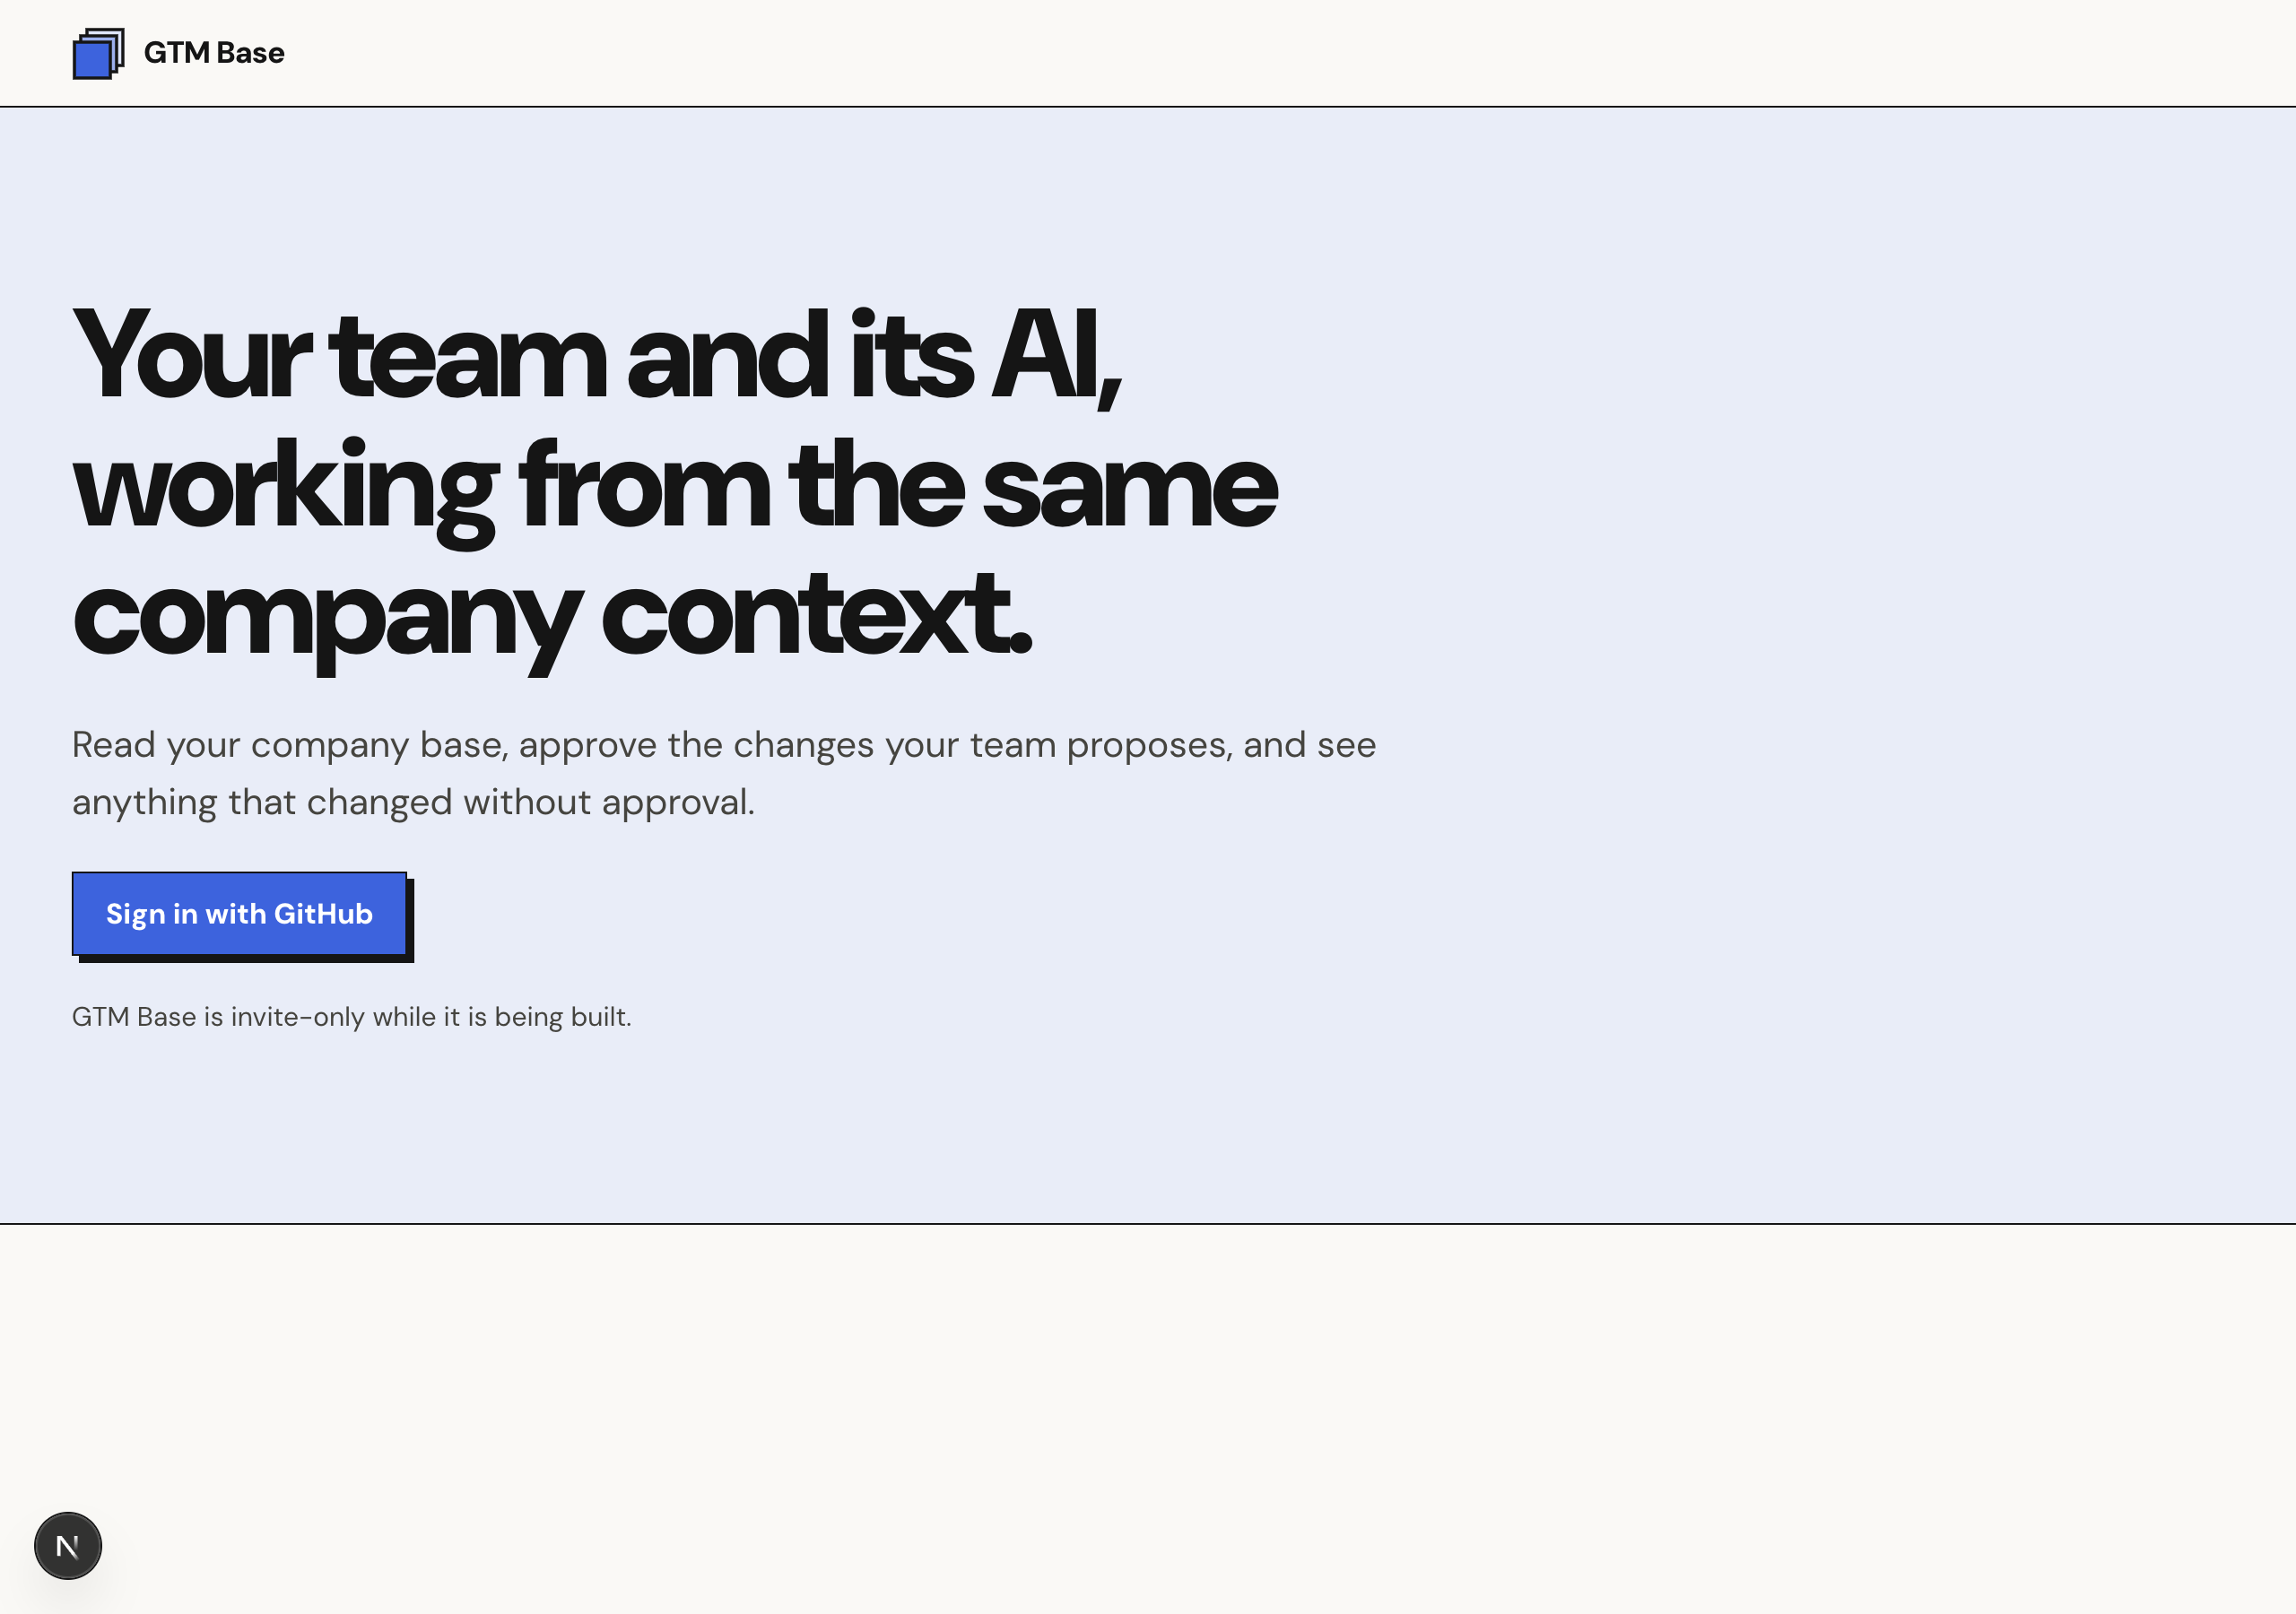 GTM Base
Your team and its AI,
working from the same
company context.
Read your company base, approve the changes your team proposes, and see
anything that changed without approval.
Sign in with GitHub
GTM Base is invite-only while it is being built.
N